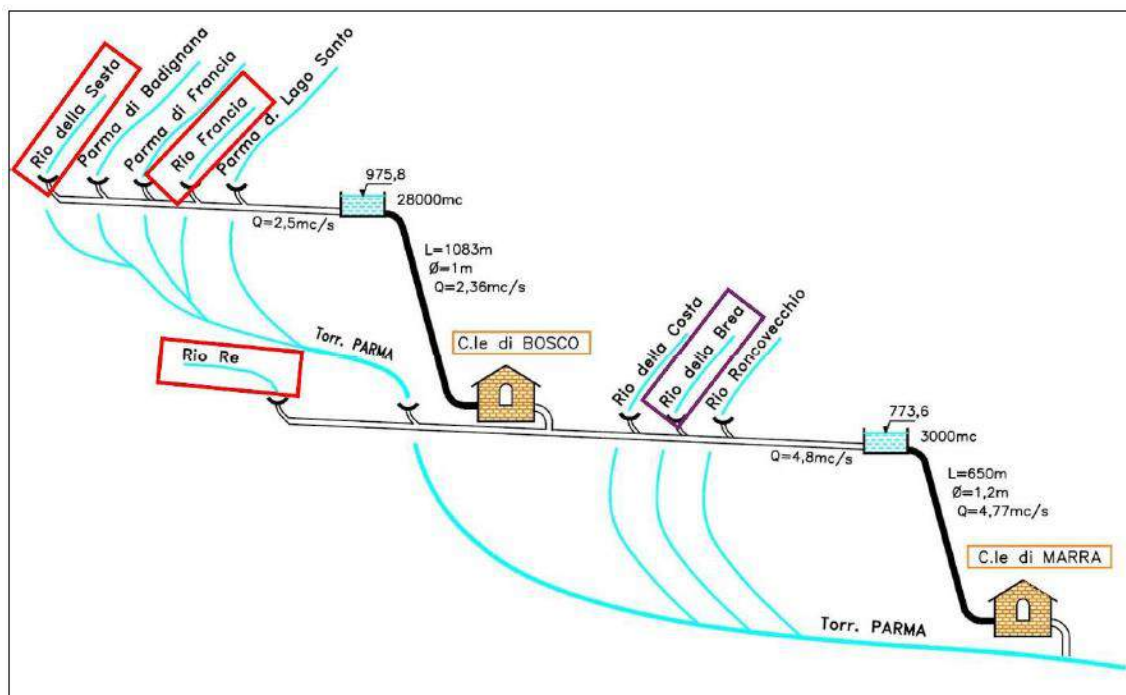 Rio della Sesta
Parma di Badignana
Parma di Francia
Rio Francia
Parma d. Lago Santo
975,8
28000mc
Q=2,5mc/s
L=1083m
Ø=1m
Q=2,36mc/s
Torr. PARMA
C.le di BOSCO
Rio Re
Rio della Costa
Rio della Brea
Rio Roncovecchio
773,6
3000mc
Q=4,8mc/s
L=650m
Ø=1,2m
Q=4,77mc/s
C.le di MARRA
Torr. PARMA